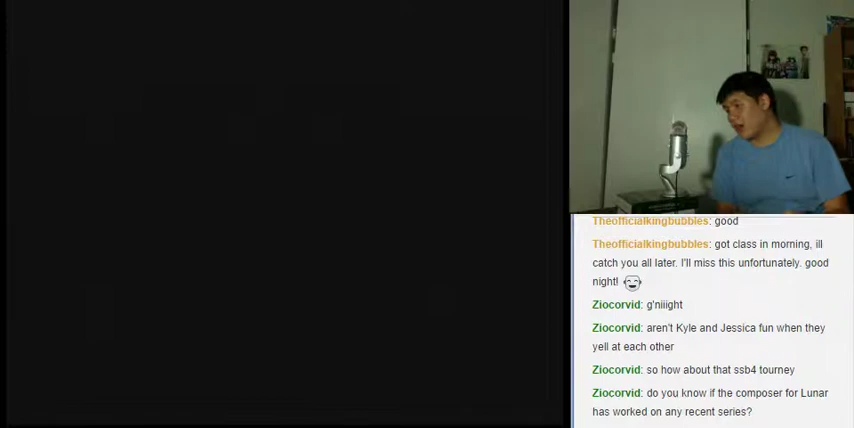 Theofficialkingbubbles: good
Theofficialkingbubbles: got class in morning, ill
catch you all later. I'll miss this unfortunately. good
night!
Ziocorvid: g'niiight
Ziocorvid: aren't Kyle and Jessica fun when they
yell at each other
Ziocorvid: so how about that ssb4 tourney
Ziocorvid: do you know if the composer for Lunar
has worked on any recent series?